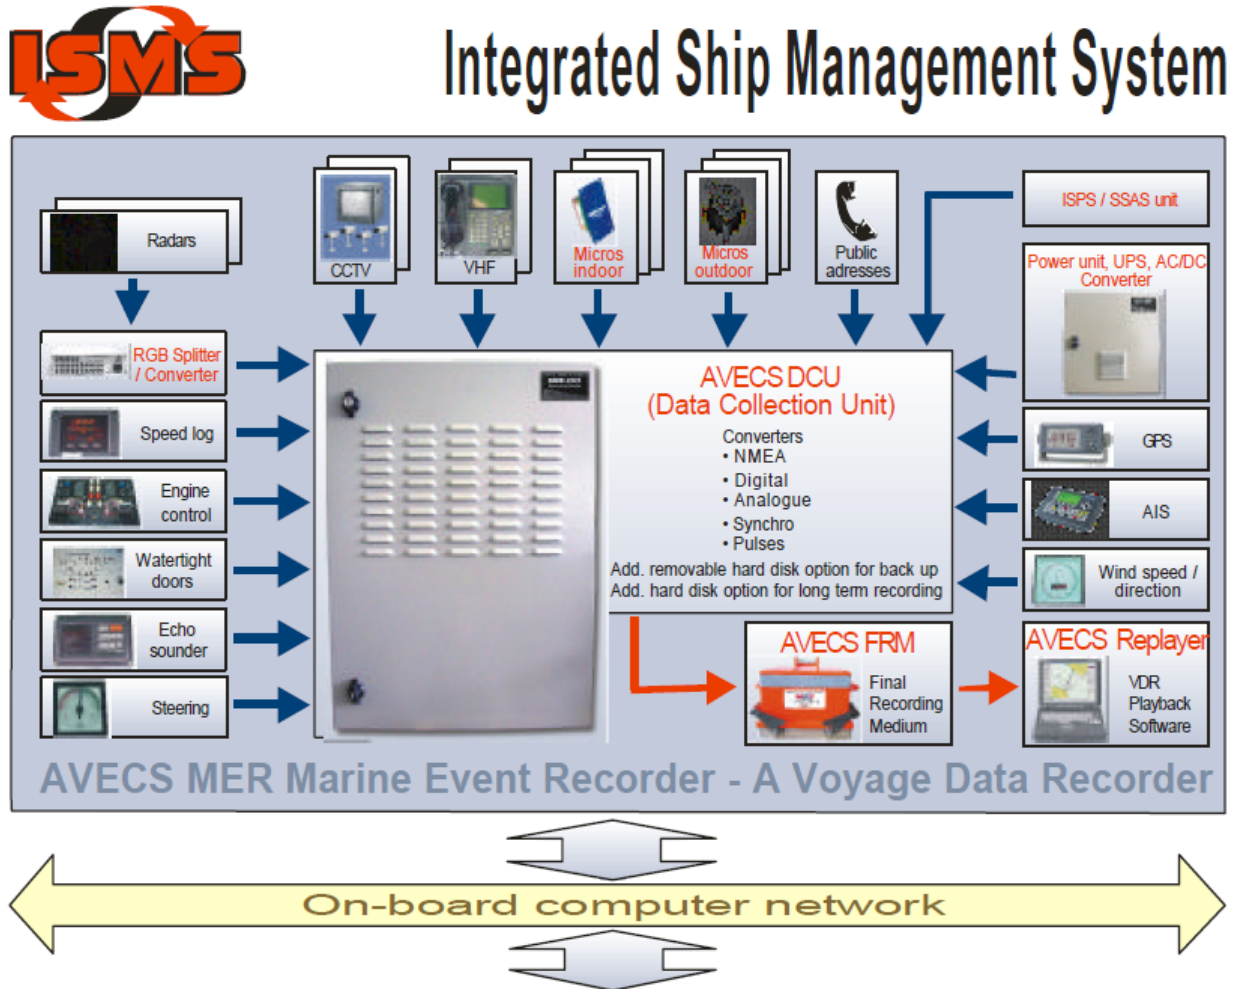 ISMS
Integrated Ship Management System
Radars
CCTV
VHF
Micros
indoor
Micros
outdoor
Public
adresses
ISPS / SSAS unit
Power unit, UPS, AC/DC
Converter
RGB Splitter
/ Converter
Speed log
Engine
control
Watertight
doors
Echo
sounder
Steering
AVECS DCU
(Data Collection Unit)
Converters
• NMEA
• Digital
• Analogue
• Synchro
• Pulses
Add. removable hard disk option for back up
Add. hard disk option for long term recording
GPS
AIS
Wind speed /
direction
AVECS FRM
Final
Recording
Medium
AVECS Replayer
VDR
Playback
Software
AVECS MER Marine Event Recorder - A Voyage Data Recorder
On-board computer network